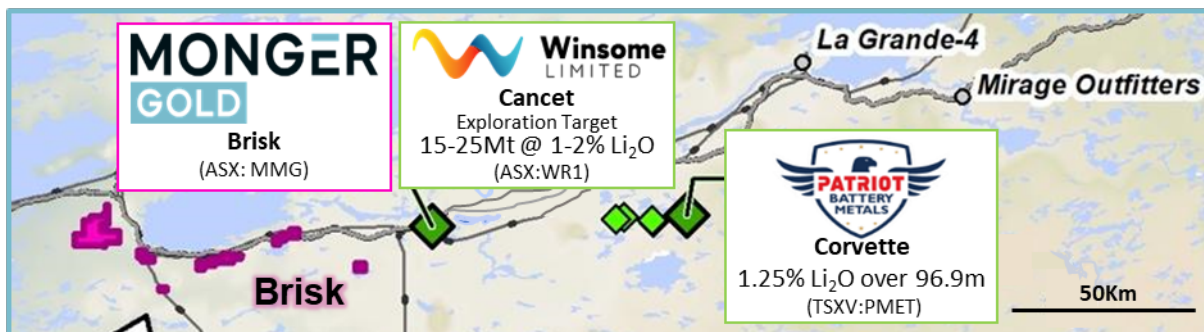 MONGER
GOLD
Brisk
(ASX: MMG)
Winsome
LIMITED
Cancet
Exploration Target
15-25Mt @ 1-2% Li₂O
(ASX:WR1)
La Grande-4
Mirage Outfitters
PATRIOT
BATTERY
METALS
Corvette
1.25% Li₂O over 96.9m
(TSXV:PMET)
Brisk
50Km